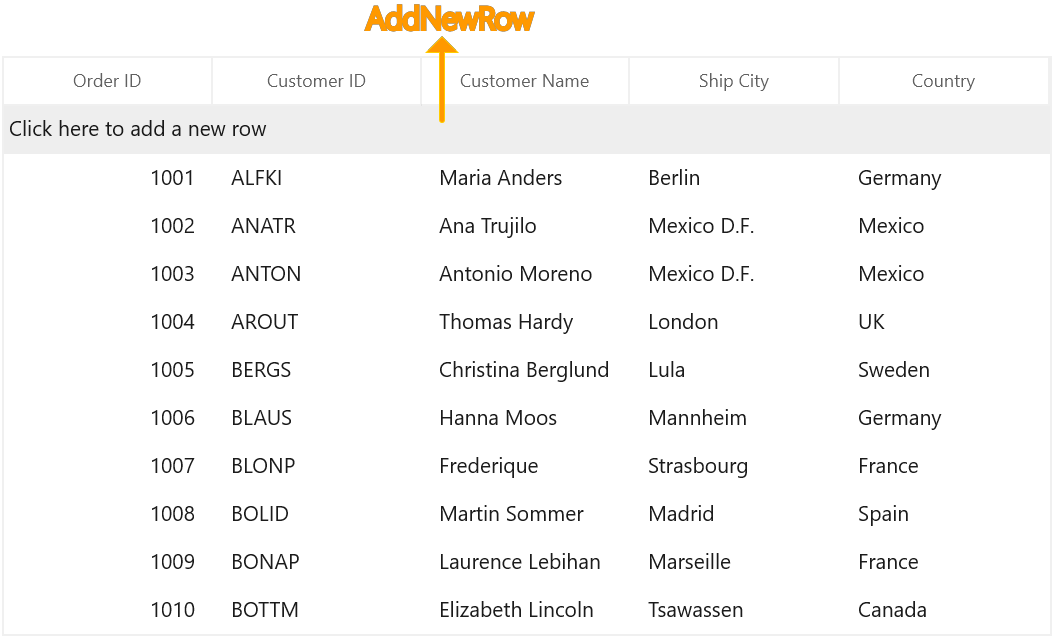 AddNewRow
Order ID Customer ID Customer Name Ship City Country
Click here to add a new row
1001 ALFKI Maria Anders Berlin Germany
1002 ANATR Ana Trujilo Mexico D.F. Mexico
1003 ANTON Antonio Moreno Mexico D.F. Mexico
1004 AROUT Thomas Hardy London UK
1005 BERGS Christina Berglund Lula Sweden
1006 BLAUS Hanna Moos Mannheim Germany
1007 BLONP Frederique Strasbourg France
1008 BOLID Martin Sommer Madrid Spain
1009 BONAP Laurence Lebihan Marseille France
1010 BOTTM Elizabeth Lincoln Tsawassen Canada